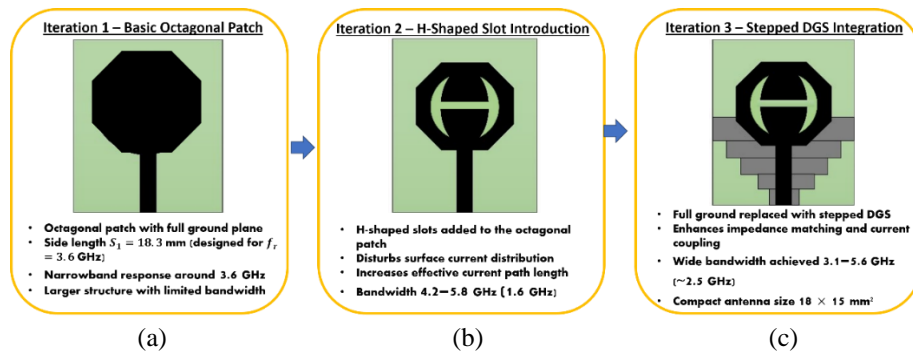 Iteration 1 – Basic Octagonal Patch
• Octagonal patch with full ground plane
• Side length S₁ = 18.3 mm (designed for fᵣ
= 3.6 GHz)
• Narrowband response around 3.6 GHz
• Larger structure with limited bandwidth
(a)
Iteration 2 – H-Shaped Slot Introduction
• H-shaped slots added to the octagonal
patch
• Disturbs surface current distribution
• Increases effective current path length
• Bandwidth 4.2–5.8 GHz (1.6 GHz)
(b)
Iteration 3 – Stepped DGS Integration
• Full ground replaced with stepped DGS
• Enhances impedance matching and current
coupling
• Wide bandwidth achieved 3.1–5.6 GHz
(~2.5 GHz)
• Compact antenna size 18 × 15 mm²
(c)